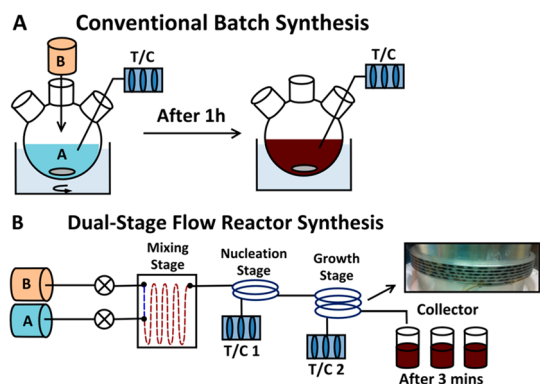 A
Conventional Batch Synthesis
B
T/C
T/C
A
After 1h
B
Dual-Stage Flow Reactor Synthesis
Mixing
Stage
Nucleation
Stage
Growth
Stage
B
A
Collector
T/C 1
T/C 2
After 3 mins